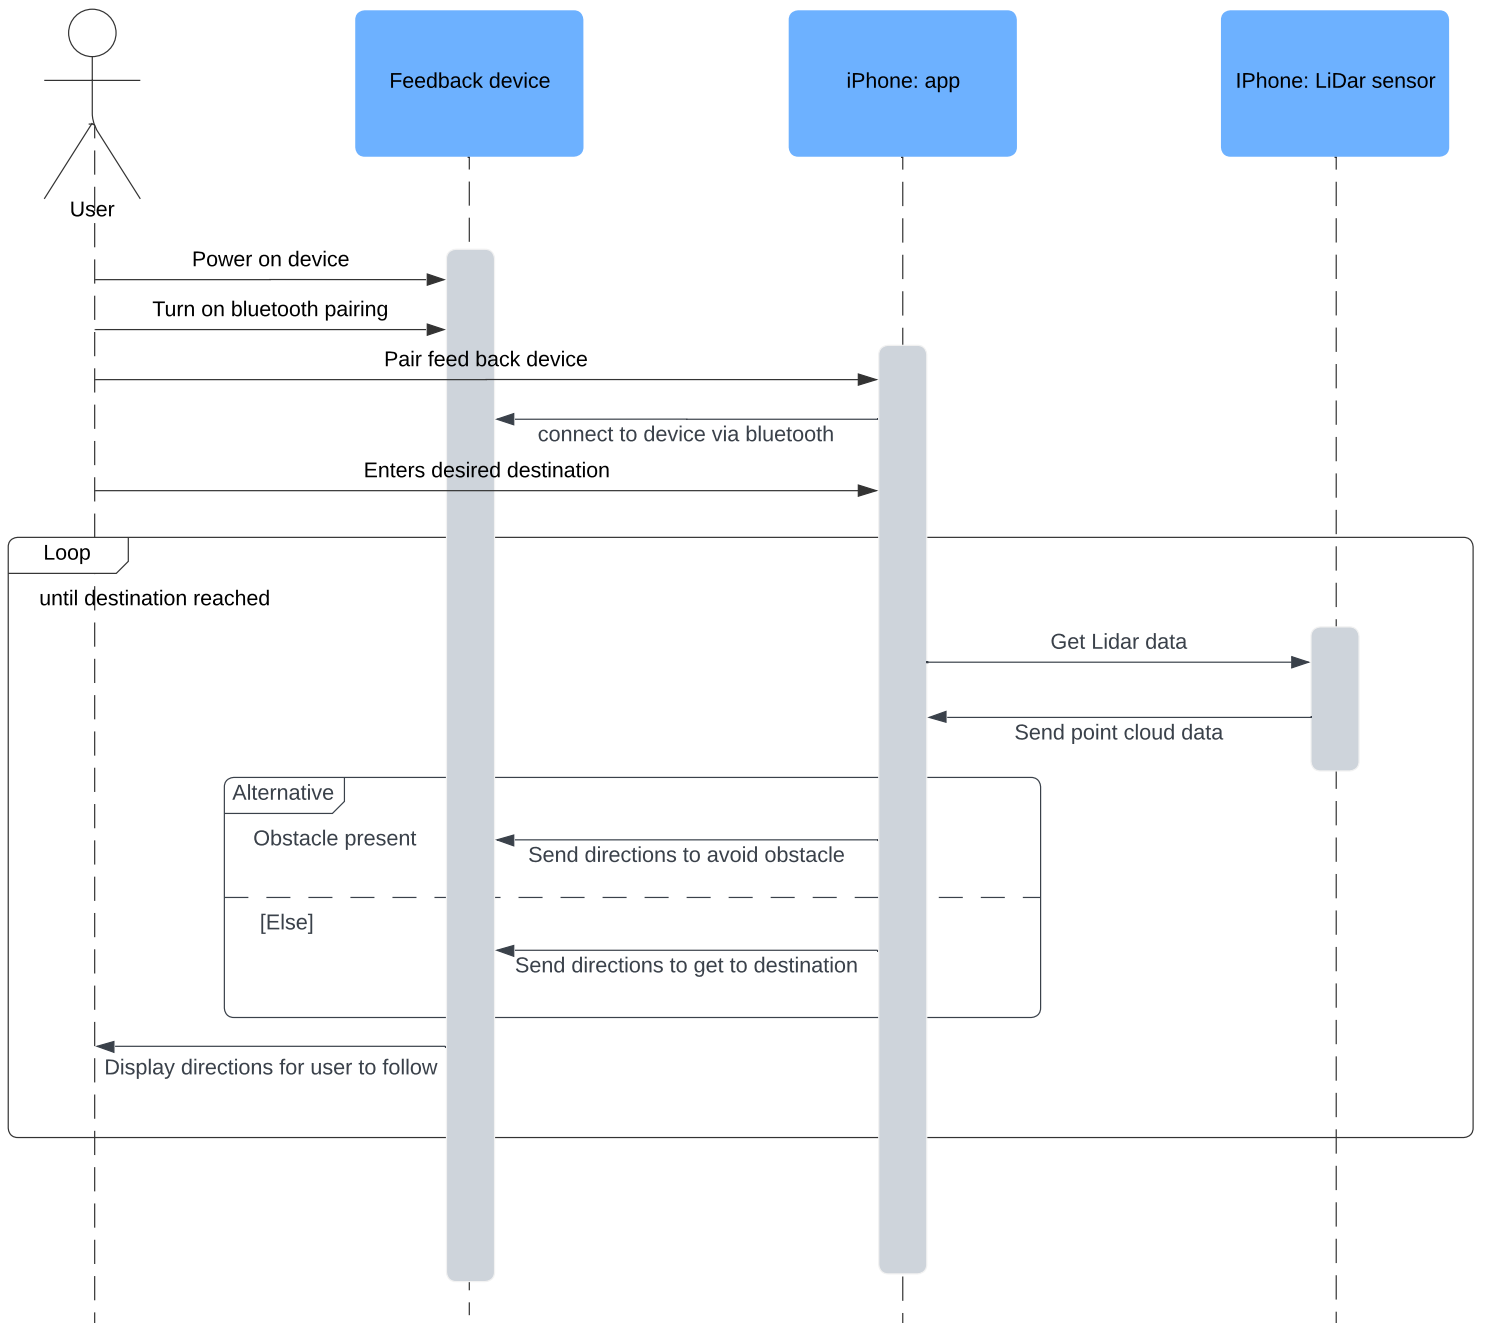 Feedback device
iPhone: app
IPhone: LiDar sensor
User
Power on device
Turn on bluetooth pairing
Pair feed back device
connect to device via bluetooth
Enters desired destination
Loop
until destination reached
Get Lidar data
Send point cloud data
Alternative
Obstacle present
Send directions to avoid obstacle
[Else]
Send directions to get to destination
Display directions for user to follow